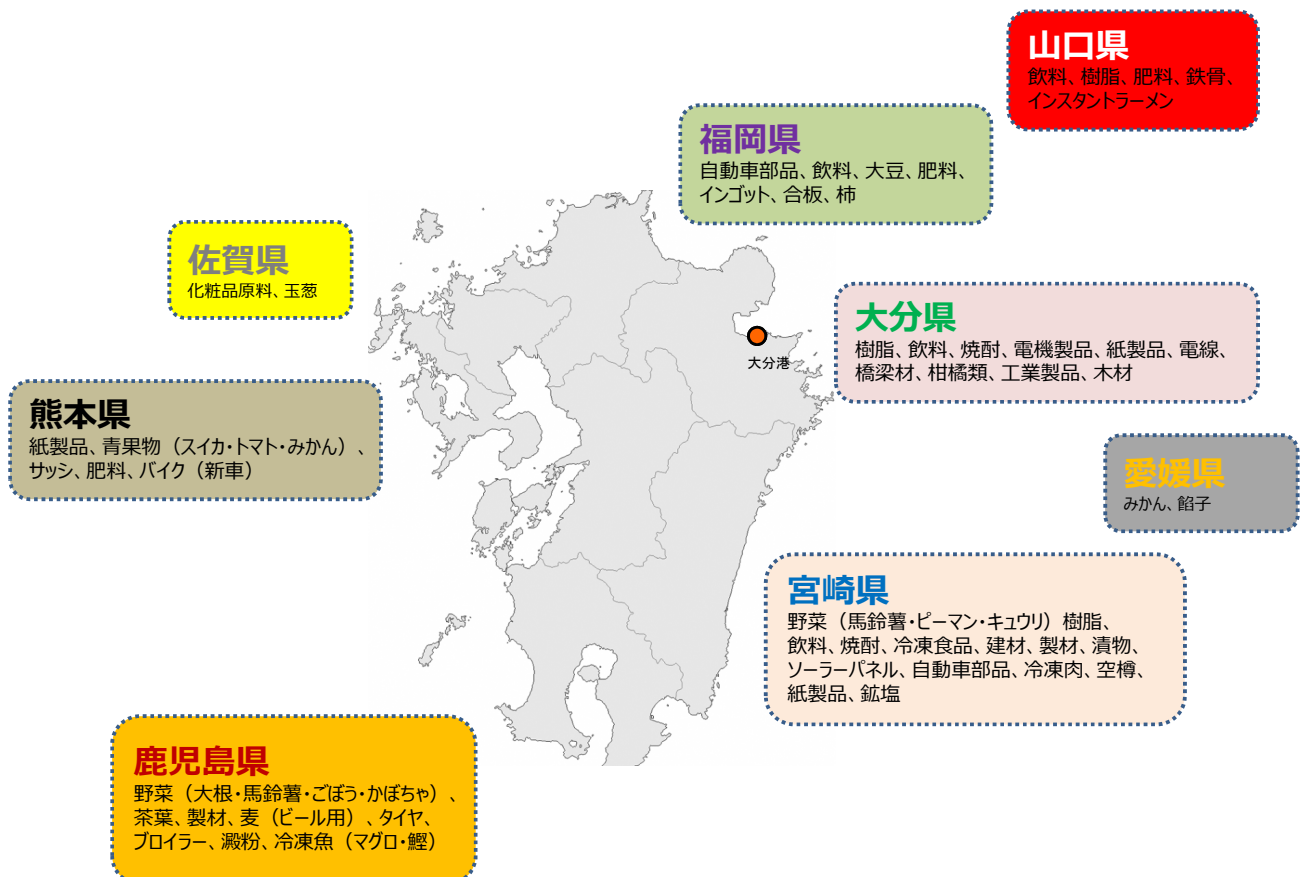 山口県
飲料、樹脂、肥料、鉄骨、
インスタントラーメン
福岡県
自動車部品、飲料、大豆、肥料、
インゴット、合板、柿
佐賀県
化粧品原料、玉葱
大分県
樹脂、飲料、焼酎、電機製品、紙製品、電線、
橋梁材、柑橘類、工業製品、木材
大分港
熊本県
紙製品、青果物（スイカ・トマト・みかん）、
サッシ、肥料、バイク（新車）
愛媛県
みかん、餡子
宮崎県
野菜（馬鈴薯・ピーマン・キュウリ）樹脂、
飲料、焼酎、冷凍食品、建材、製材、漬物、
ソーラーパネル、自動車部品、冷凍肉、空樽、
紙製品、鉱塩
鹿児島県
野菜（大根・馬鈴薯・ごぼう・かぼちゃ）、
茶葉、製材、麦（ビール用）、タイヤ、
ブロイラー、澱粉、冷凍魚（マグロ・鰹）